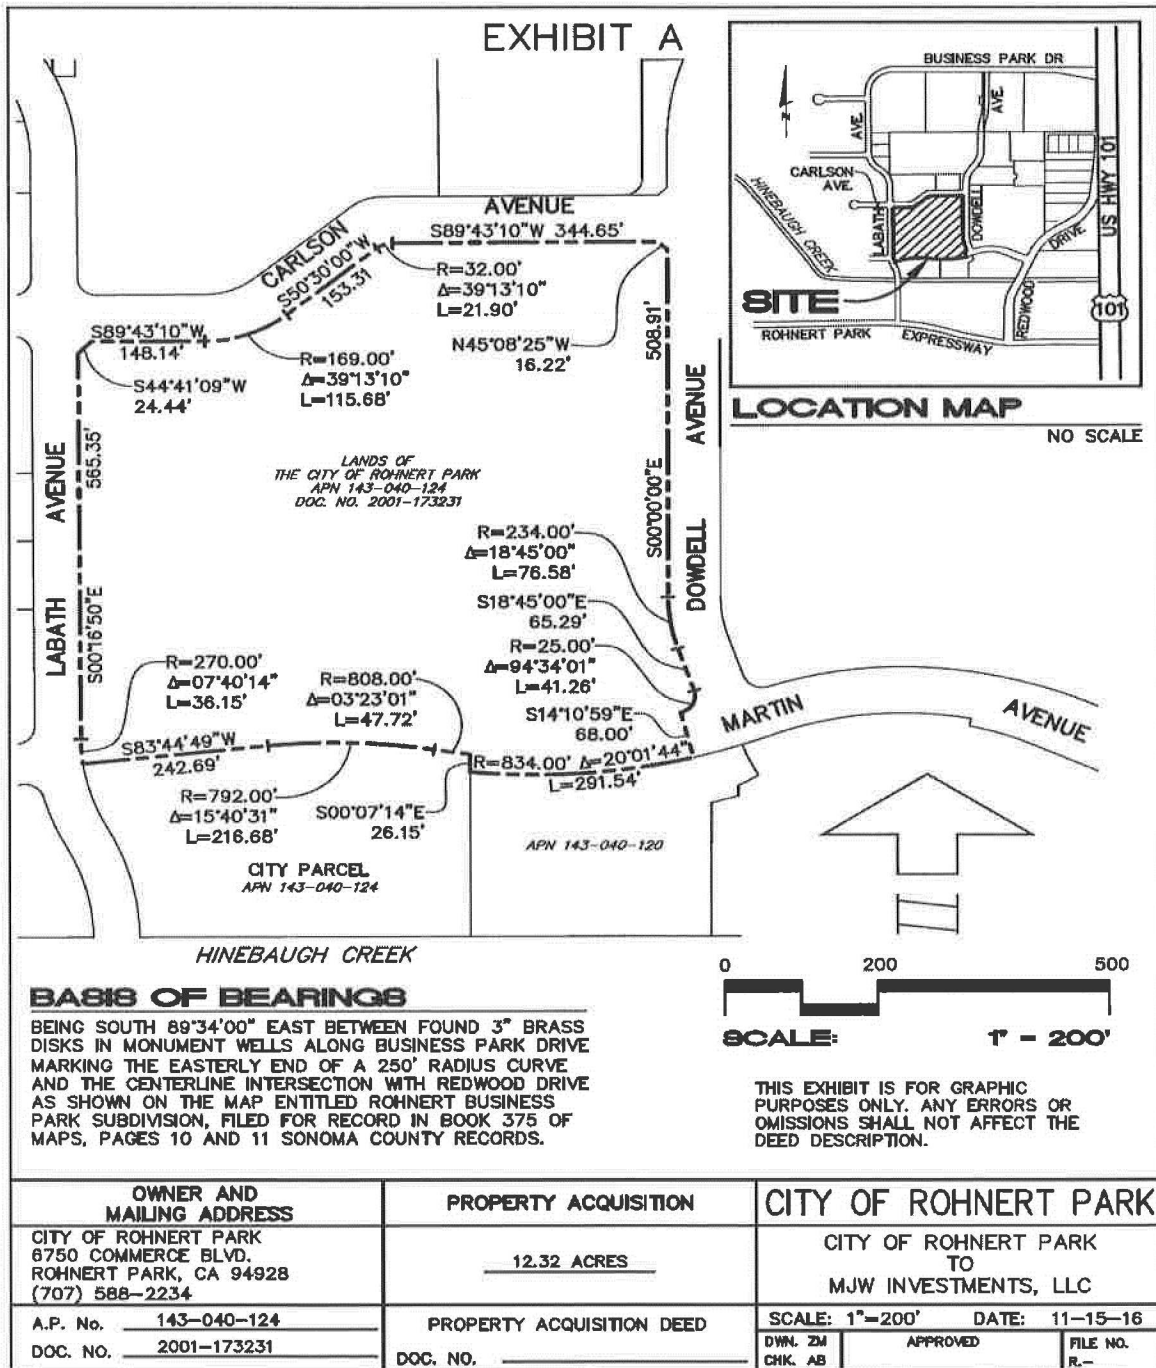 EXHIBIT A
BUSINESS PARK DR
AVE.
AVE.
CARLSON
AVE.
HINEBAUGH CREEK
LABATH
DOWDELL
DRIVE
REDWOOD
US HWY 101
101
SITE
ROHNERT PARK
EXPRESSWAY
LOCATION MAP
NO SCALE
CARLSON
AVENUE
S89°43'10"W 344.65'
S50°30'00"W
153.31
R=32.00'
Δ=39°13'10"
L=21.90'
S89°43'10"W
148.14'
R=169.00'
Δ=39°13'10"
L=115.68'
N45°08'25"W
16.22'
S44°41'09"W
24.44'
508.91'
S00°00'00"E
DOWDELL AVENUE
LABATH AVENUE
565.35'
S00°16'50"E
LANDS OF
THE CITY OF ROHNERT PARK
APN 143-040-124
DOC. NO. 2001-173231
R=234.00'
Δ=18°45'00"
L=76.58'
S18°45'00"E
65.29'
R=25.00'
Δ=94°34'01"
L=41.26'
S14°10'59"E
68.00'
R=270.00'
Δ=07°40'14"
L=36.15'
R=808.00'
Δ=03°23'01"
L=47.72'
MARTIN
AVENUE
S83°44'49"W
242.69'
R=834.00' Δ=20°01'44"
L=291.54'
R=792.00'
Δ=15°40'31"
L=216.68'
S00°07'14"E
26.15'
CITY PARCEL
APN 143-040-124
APN 143-040-120
HINEBAUGH CREEK
0 200 500
SCALE: 1" = 200'
BASIS OF BEARINGS
BEING SOUTH 89°34'00" EAST BETWEEN FOUND 3" BRASS
DISKS IN MONUMENT WELLS ALONG BUSINESS PARK DRIVE
MARKING THE EASTERLY END OF A 250' RADIUS CURVE
AND THE CENTERLINE INTERSECTION WITH REDWOOD DRIVE
AS SHOWN ON THE MAP ENTITLED ROHNERT BUSINESS
PARK SUBDIVISION, FILED FOR RECORD IN BOOK 375 OF
MAPS, PAGES 10 AND 11 SONOMA COUNTY RECORDS.
THIS EXHIBIT IS FOR GRAPHIC
PURPOSES ONLY. ANY ERRORS OR
OMISSIONS SHALL NOT AFFECT THE
DEED DESCRIPTION.
OWNER AND
MAILING ADDRESS
CITY OF ROHNERT PARK
6750 COMMERCE BLVD.
ROHNERT PARK, CA 94928
(707) 588-2234
A.P. No. 143-040-124
DOC. NO. 2001-173231
PROPERTY ACQUISITION
12.32 ACRES
PROPERTY ACQUISITION DEED
DOC. NO.
CITY OF ROHNERT PARK
CITY OF ROHNERT PARK
TO
MJW INVESTMENTS, LLC
SCALE: 1"=200' DATE: 11-15-16
DWN. ZM
CHK. AB
APPROVED
FILE NO.
R.-